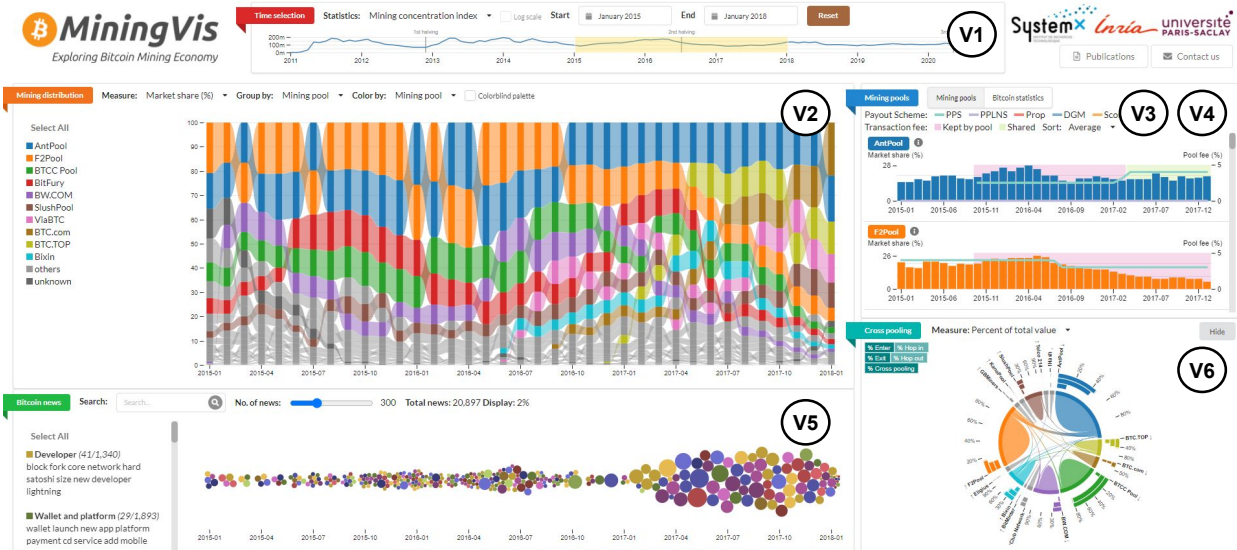 MiningVis
Exploring Bitcoin Mining Economy
Time selection Statistics: Mining concentration index Log scale Start January 2015 End January 2018 Reset
1st halving 2nd halving
200m
100m
0m
2011 2012 2013 2014 2015 2016 2017 2018 2019 2020
V1
SystemX Inria université
PARIS-SACLAY
Publications Contact us
Mining distribution Measure: Market share (%) Group by: Mining pool Color by: Mining pool Colorblind palette
V2
Select All
AntPool
F2Pool
BTCC Pool
BitFury
BW.COM
SlushPool
ViaBTC
BTC.com
BTC.TOP
Bixin
others
unknown
100
90
80
70
60
50
40
30
20
10
0
2015-01 2015-04 2015-07 2015-10 2016-01 2016-04 2016-07 2016-10 2017-01 2017-04 2017-07 2017-10 2018-01
Mining pools Mining pools Bitcoin statistics
V3 V4
Payout Scheme: PPS PPLNS Prop DGM
Transaction fee: Kept by pool Shared Sort: Average
AntPool
Market share (%) Pool fee (%)
28 5
0 0
2015-01 2015-06 2015-11 2016-04 2016-09 2017-02 2017-07 2017-12
F2Pool
Market share (%) Pool fee (%)
26 5
0 0
2015-01 2015-06 2015-11 2016-04 2016-09 2017-02 2017-07 2017-12
Bitcoin news Search: Search... No. of news: 300 Total news: 20,897 Display: 2%
V5
Select All
Developer (41/1,340)
block fork core network hard
satoshi size new developer
lightning
Wallet and platform (29/1,893)
wallet launch new app platform
payment cd service add mobile
2015-01 2015-04 2015-07 2015-10 2016-01 2016-04 2016-07 2016-10 2017-01 2017-04 2017-07 2017-10 2018-01
Cross pooling Measure: Percent of total value Hide
V6
% Enter % Hop in
% Exit % Hop out
% Cross pooling
AntPool
BTC.TOP
BTC.com
BTCC Pool
BW.COM
Bixin
F2Pool
SlushPool